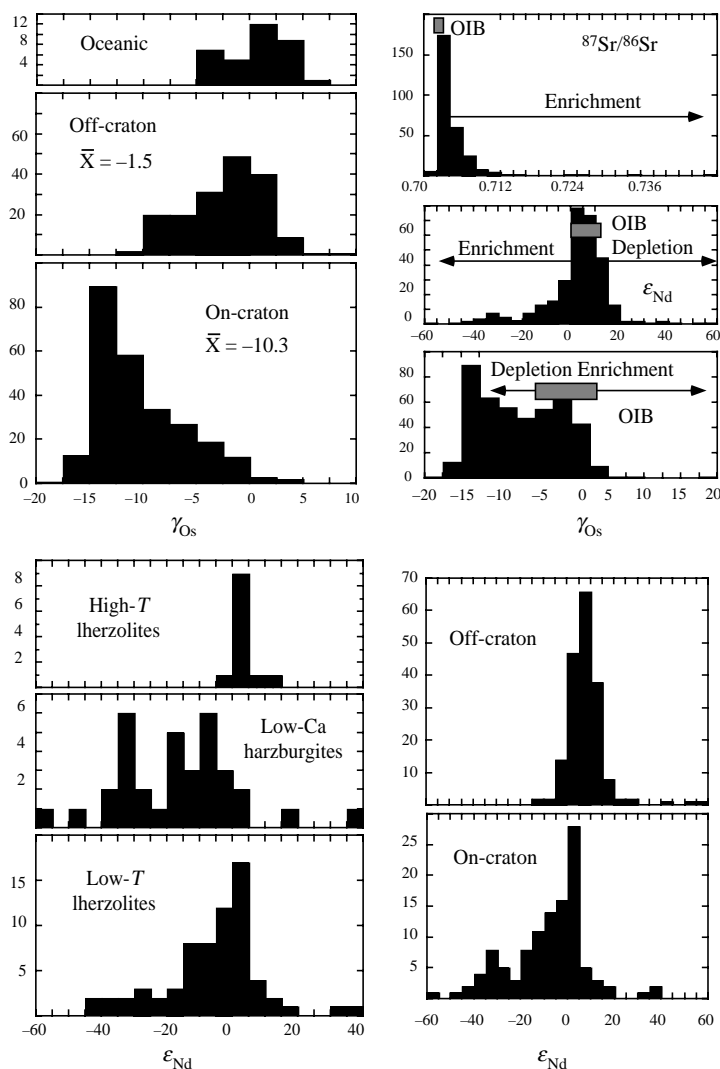 12
8
4
Oceanic
60
40
20
Off-craton
X̄ = –1.5
80
60
40
20
0
On-craton
X̄ = –10.3
–20 –15 –10 –5 0 5 10
γOs
OIB
⁸⁷Sr/⁸⁶Sr
150
100
50
Enrichment
0.70 0.712 0.724 0.736
60
40
20
0
OIB
Enrichment Depletion
εNd
–60 –40 –20 0 20 40 60
Depletion Enrichment
80
60
40
20
0
OIB
–20 –15 –10 –5 0 5 10 15 20
γOs
8
6
4
2
High-T
lherzolites
6
4
2
Low-Ca
harzburgites
15
10
5
Low-T
lherzolites
–60 –40 –20 0 20 40
εNd
70
60
50
40
30
20
10
Off-craton
25
20
15
10
5
0
On-craton
–60 –40 –20 0 20 40 60
εNd